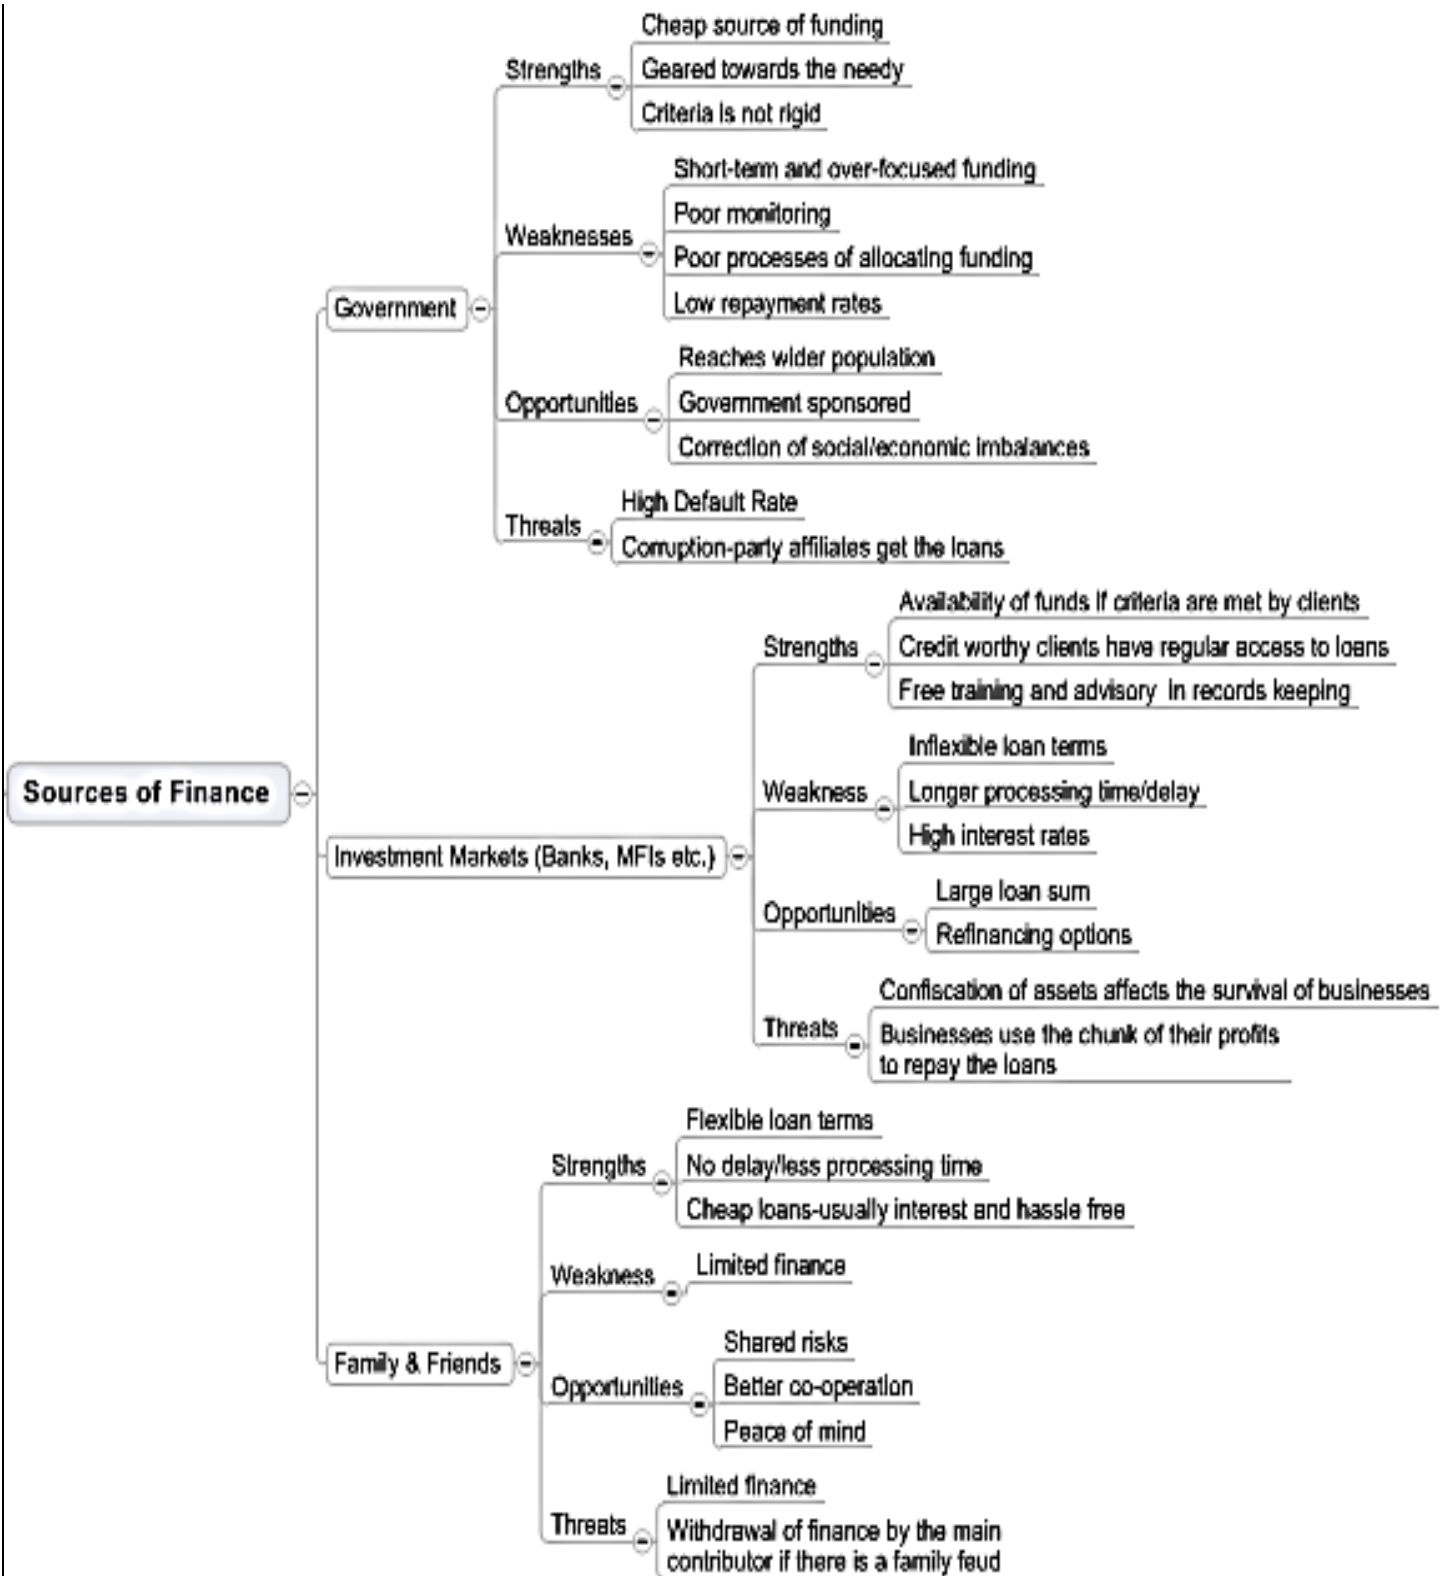 Sources of Finance
Government
Strengths
Cheap source of funding
Geared towards the needy
Criteria is not rigid
Weaknesses
Short-term and over-focused funding
Poor monitoring
Poor processes of allocating funding
Low repayment rates
Opportunities
Reaches wider population
Government sponsored
Correction of social/economic imbalances
Threats
High Default Rate
Corruption-party affiliates get the loans
Investment Markets (Banks, MFIs etc.)
Strengths
Availability of funds if criteria are met by clients
Credit worthy clients have regular access to loans
Free training and advisory in records keeping
Weakness
Inflexible loan terms
Longer processing time/delay
High interest rates
Opportunities
Large loan sum
Refinancing options
Threats
Confiscation of assets affects the survival of businesses
Businesses use the chunk of their profits
to repay the loans
Family & Friends
Strengths
Flexible loan terms
No delay/less processing time
Cheap loans-usually interest and hassle free
Weakness
Limited finance
Opportunities
Shared risks
Better co-operation
Peace of mind
Threats
Limited finance
Withdrawal of finance by the main
contributor if there is a family feud